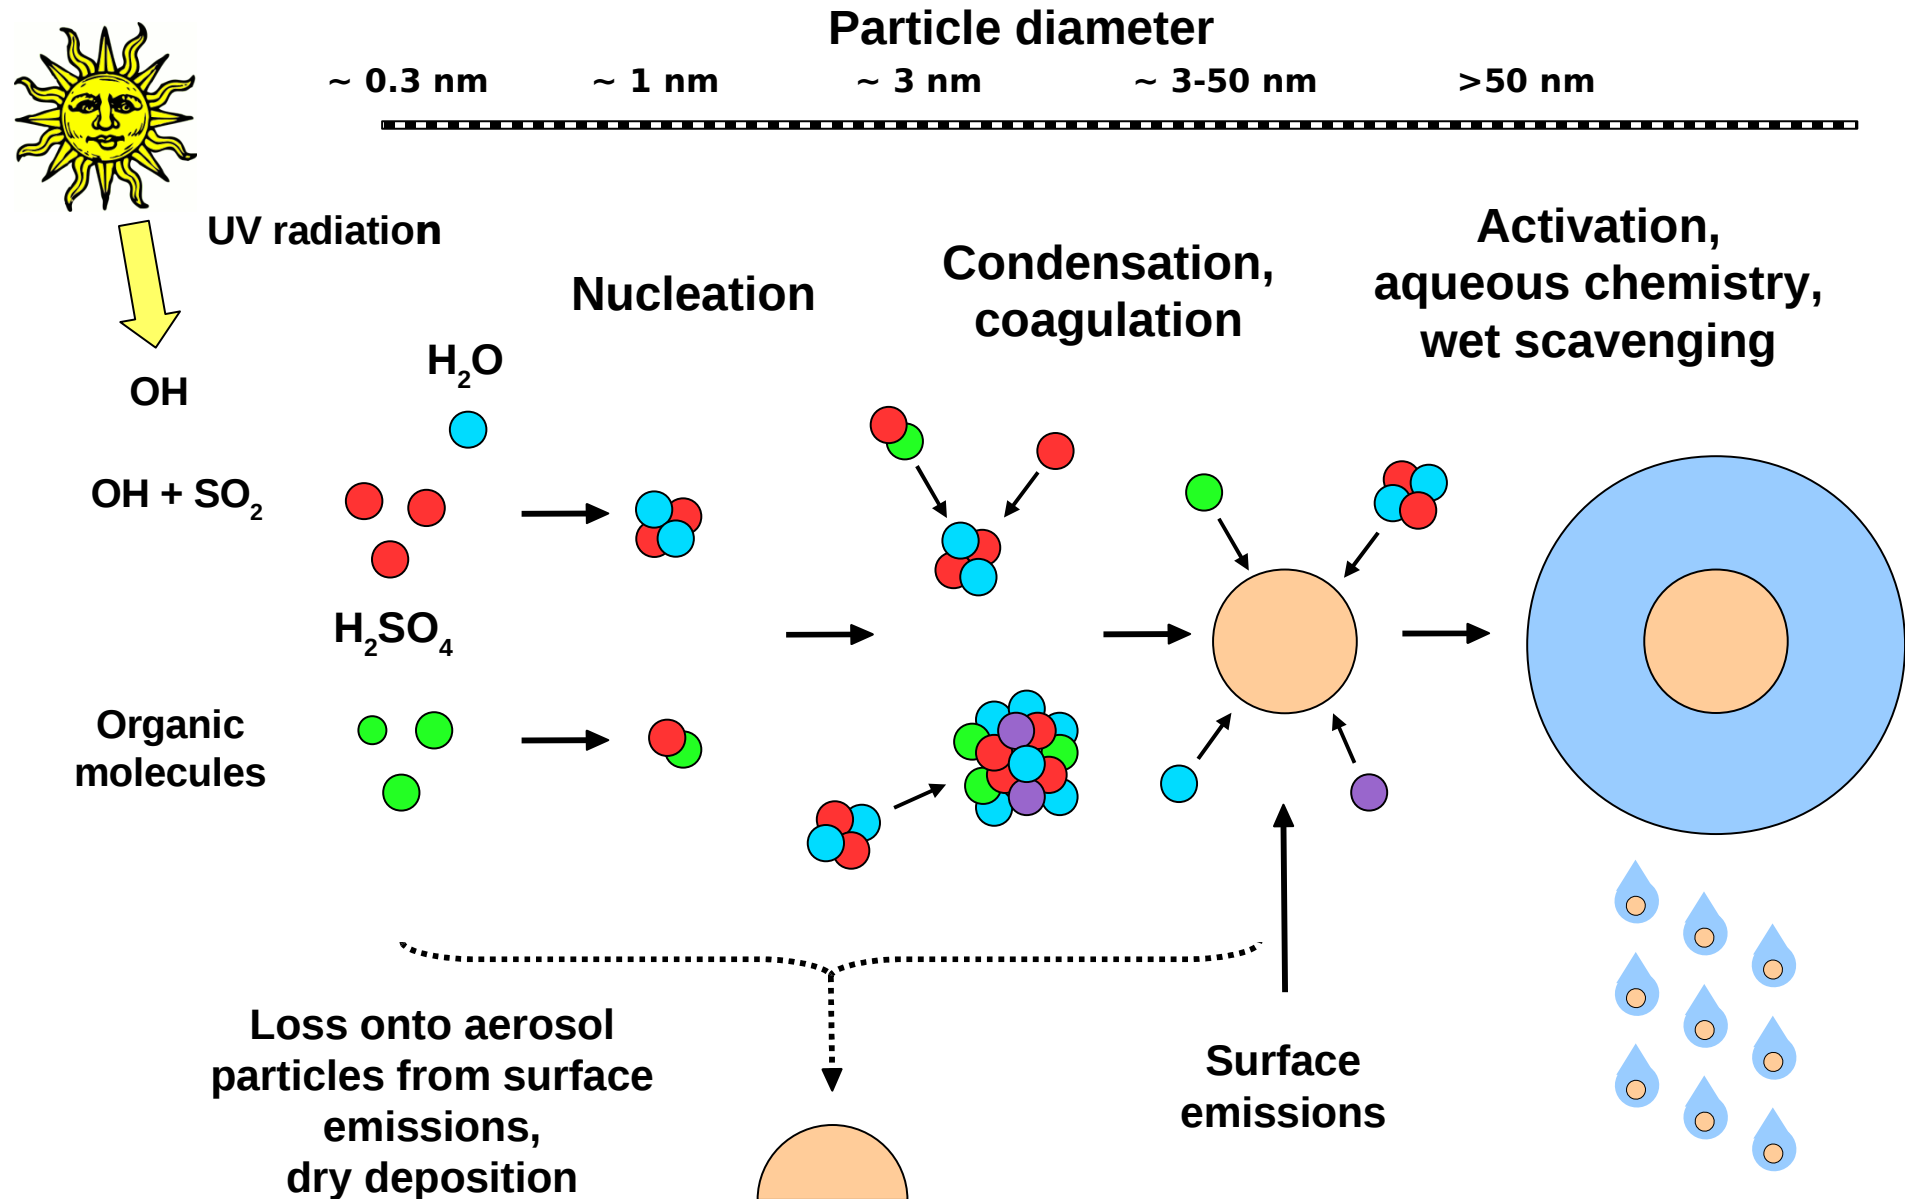 Particle diameter
~ 0.3 nm
~ 1 nm
~ 3 nm
~ 3-50 nm
>50 nm
UV radiation
Nucleation
Condensation,
coagulation
Activation,
aqueous chemistry,
wet scavenging
OH
H₂O
OH + SO₂
H₂SO₄
Organic
molecules
Loss onto aerosol
particles from surface
emissions,
dry deposition
Surface
emissions